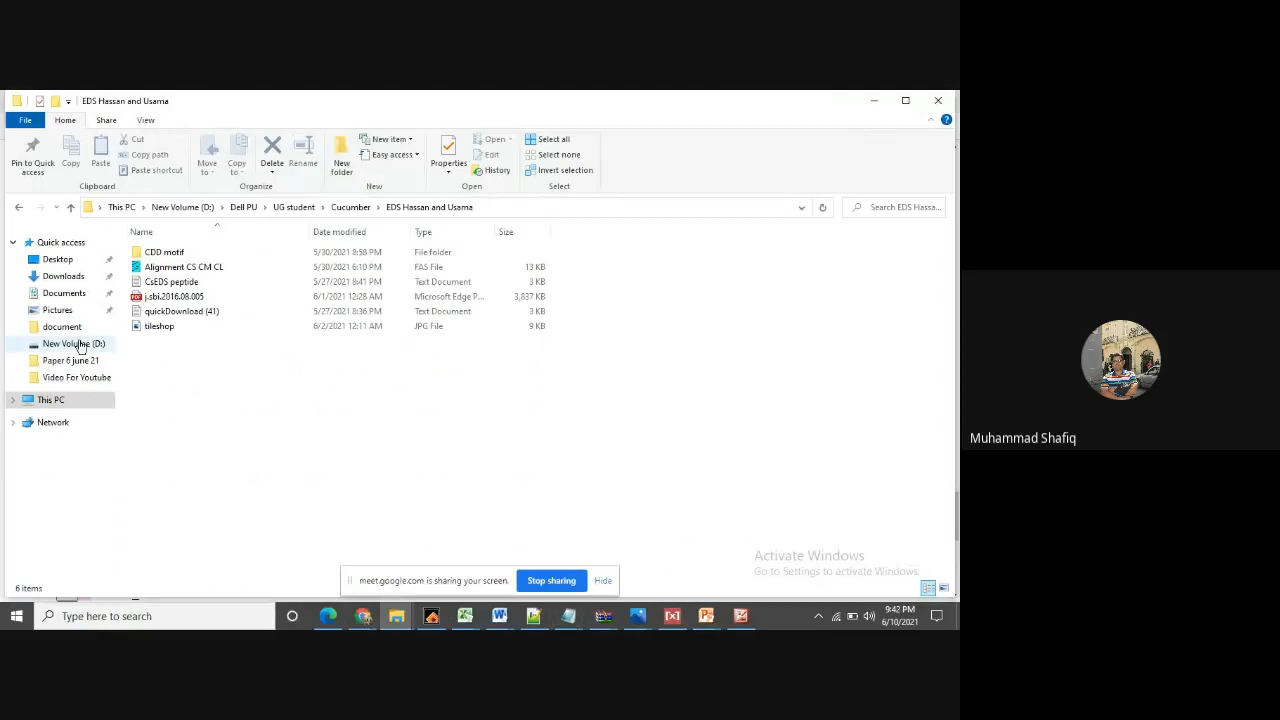 EDS Hassan and Usama
File Home Share View
Pin to Quick access
Copy
Paste
Cut
Copy path
Paste shortcut
Clipboard
Move to
Copy to
Delete
Rename
Organize
New folder
New item
Easy access
New
Properties
Open
Edit
History
Open
Select all
Select none
Invert selection
Select
This PC > New Volume (D:) > Dell PU > UG student > Cucumber > EDS Hassan and Usama
Search EDS Hassa...
Quick access
Desktop
Downloads
Documents
Pictures
document
New Volume (D:)
Paper 6 june 21
Video For Youtube
This PC
Network
Name Date modified Type Size
CDD motif 5/30/2021 8:58 PM File folder
Alignment CS CM CL 5/30/2021 6:10 PM FAS File 13 KB
CsEDS peptide 5/27/2021 8:41 PM Text Document 3 KB
j.sbi.2016.08.005 6/1/2021 12:28 AM Microsoft Edge P... 3,837 KB
quickDownload (41) 5/27/2021 8:36 PM Text Document 3 KB
tileshop 6/2/2021 12:11 AM JPG File 9 KB
Muhammad Shafiq
Activate Windows
Go to Settings to activate Windows.
6 items
meet.google.com is sharing your screen. Stop sharing Hide
Type here to search
9:42 PM
6/10/2021